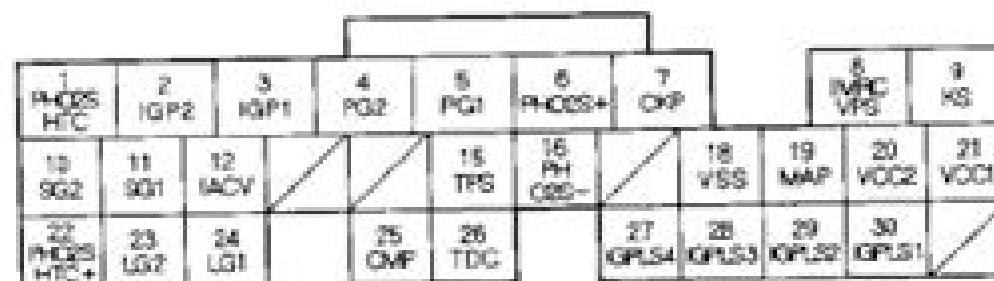 1 PHO2S HTC
2 IGP2
3 IGP1
4 PG2
5 PG1
6 PHO2S+
7 CKP
8 IMRC VPS
9 KS
10 SG2
11 SG1
12 IACV
15 TPS
16 PH O2S-
18 VSS
19 MAP
20 VCC2
21 VCC1
22 PHO2S HTC+
23 LG2
24 LG1
25 CMP
26 TDC
27 IGPLS4
28 IGPLS3
29 IGPLS2
30 IGPLS1